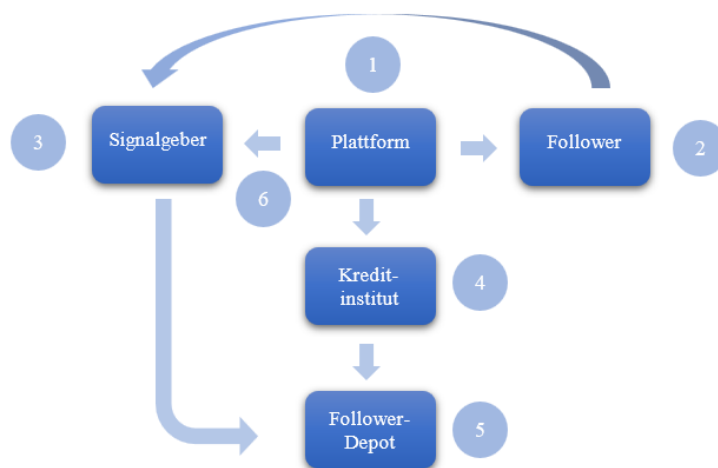 1
3
Signalgeber
Plattform
Follower
2
6
Kredit-
institut
4
Follower-
Depot
5